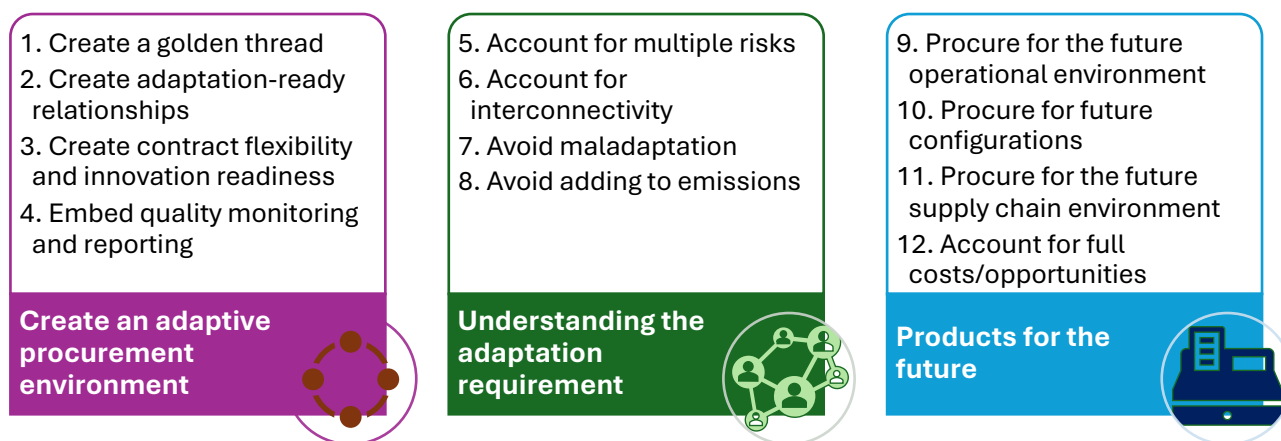 1. Create a golden thread
2. Create adaptation-ready
relationships
3. Create contract flexibility
and innovation readiness
4. Embed quality monitoring
and reporting
Create an adaptive
procurement
environment
5. Account for multiple risks
6. Account for
interconnectivity
7. Avoid maladaptation
8. Avoid adding to emissions
Understanding the
adaptation
requirement
9. Procure for the future
operational environment
10. Procure for future
configurations
11. Procure for the future
supply chain environment
12. Account for full
costs/opportunities
Products for the
future